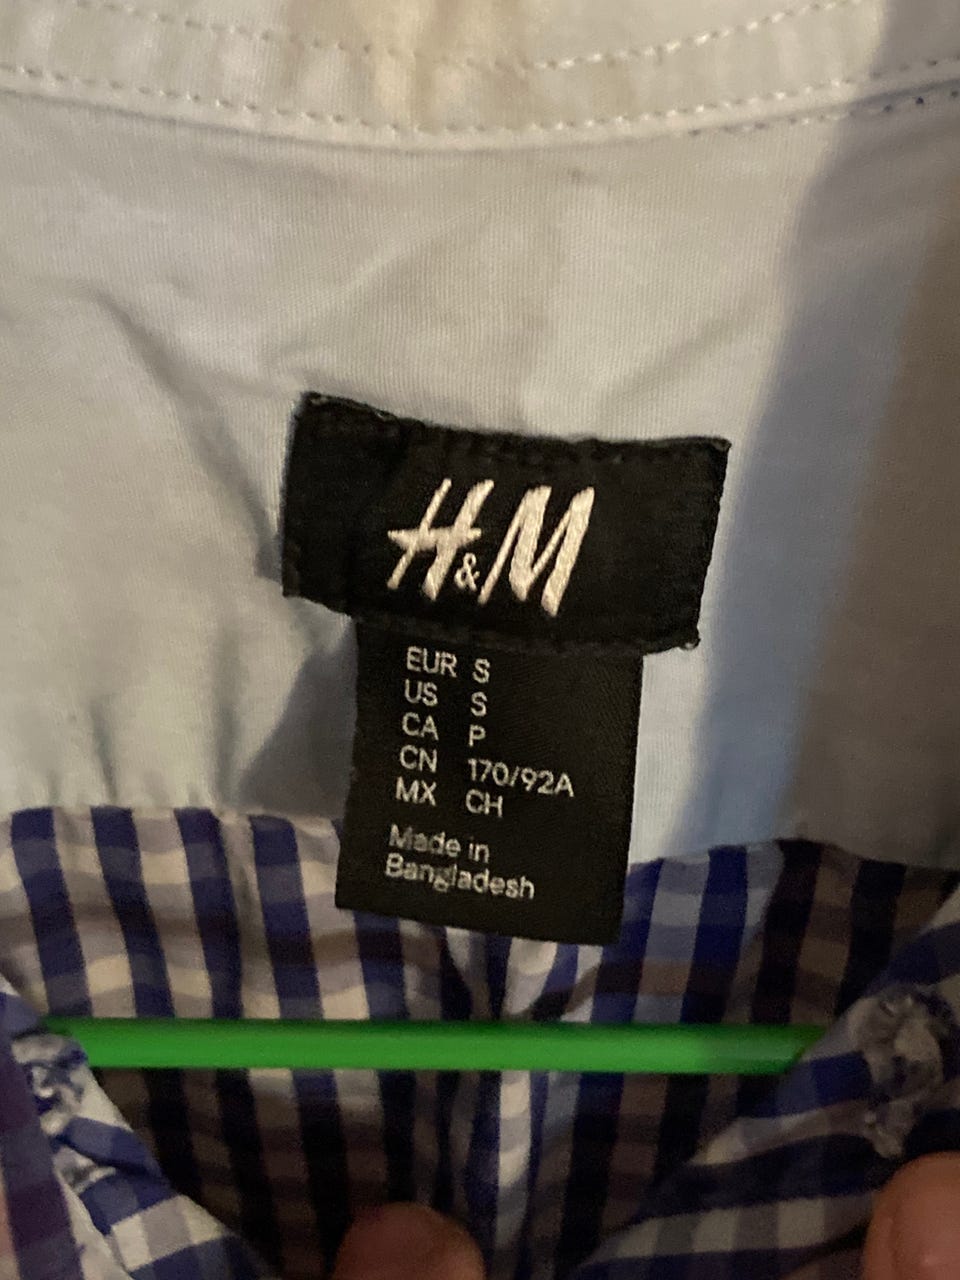 H&M
EUR S
US S
CA P
CN 170/92A
MX CH
Made in
Bangladesh